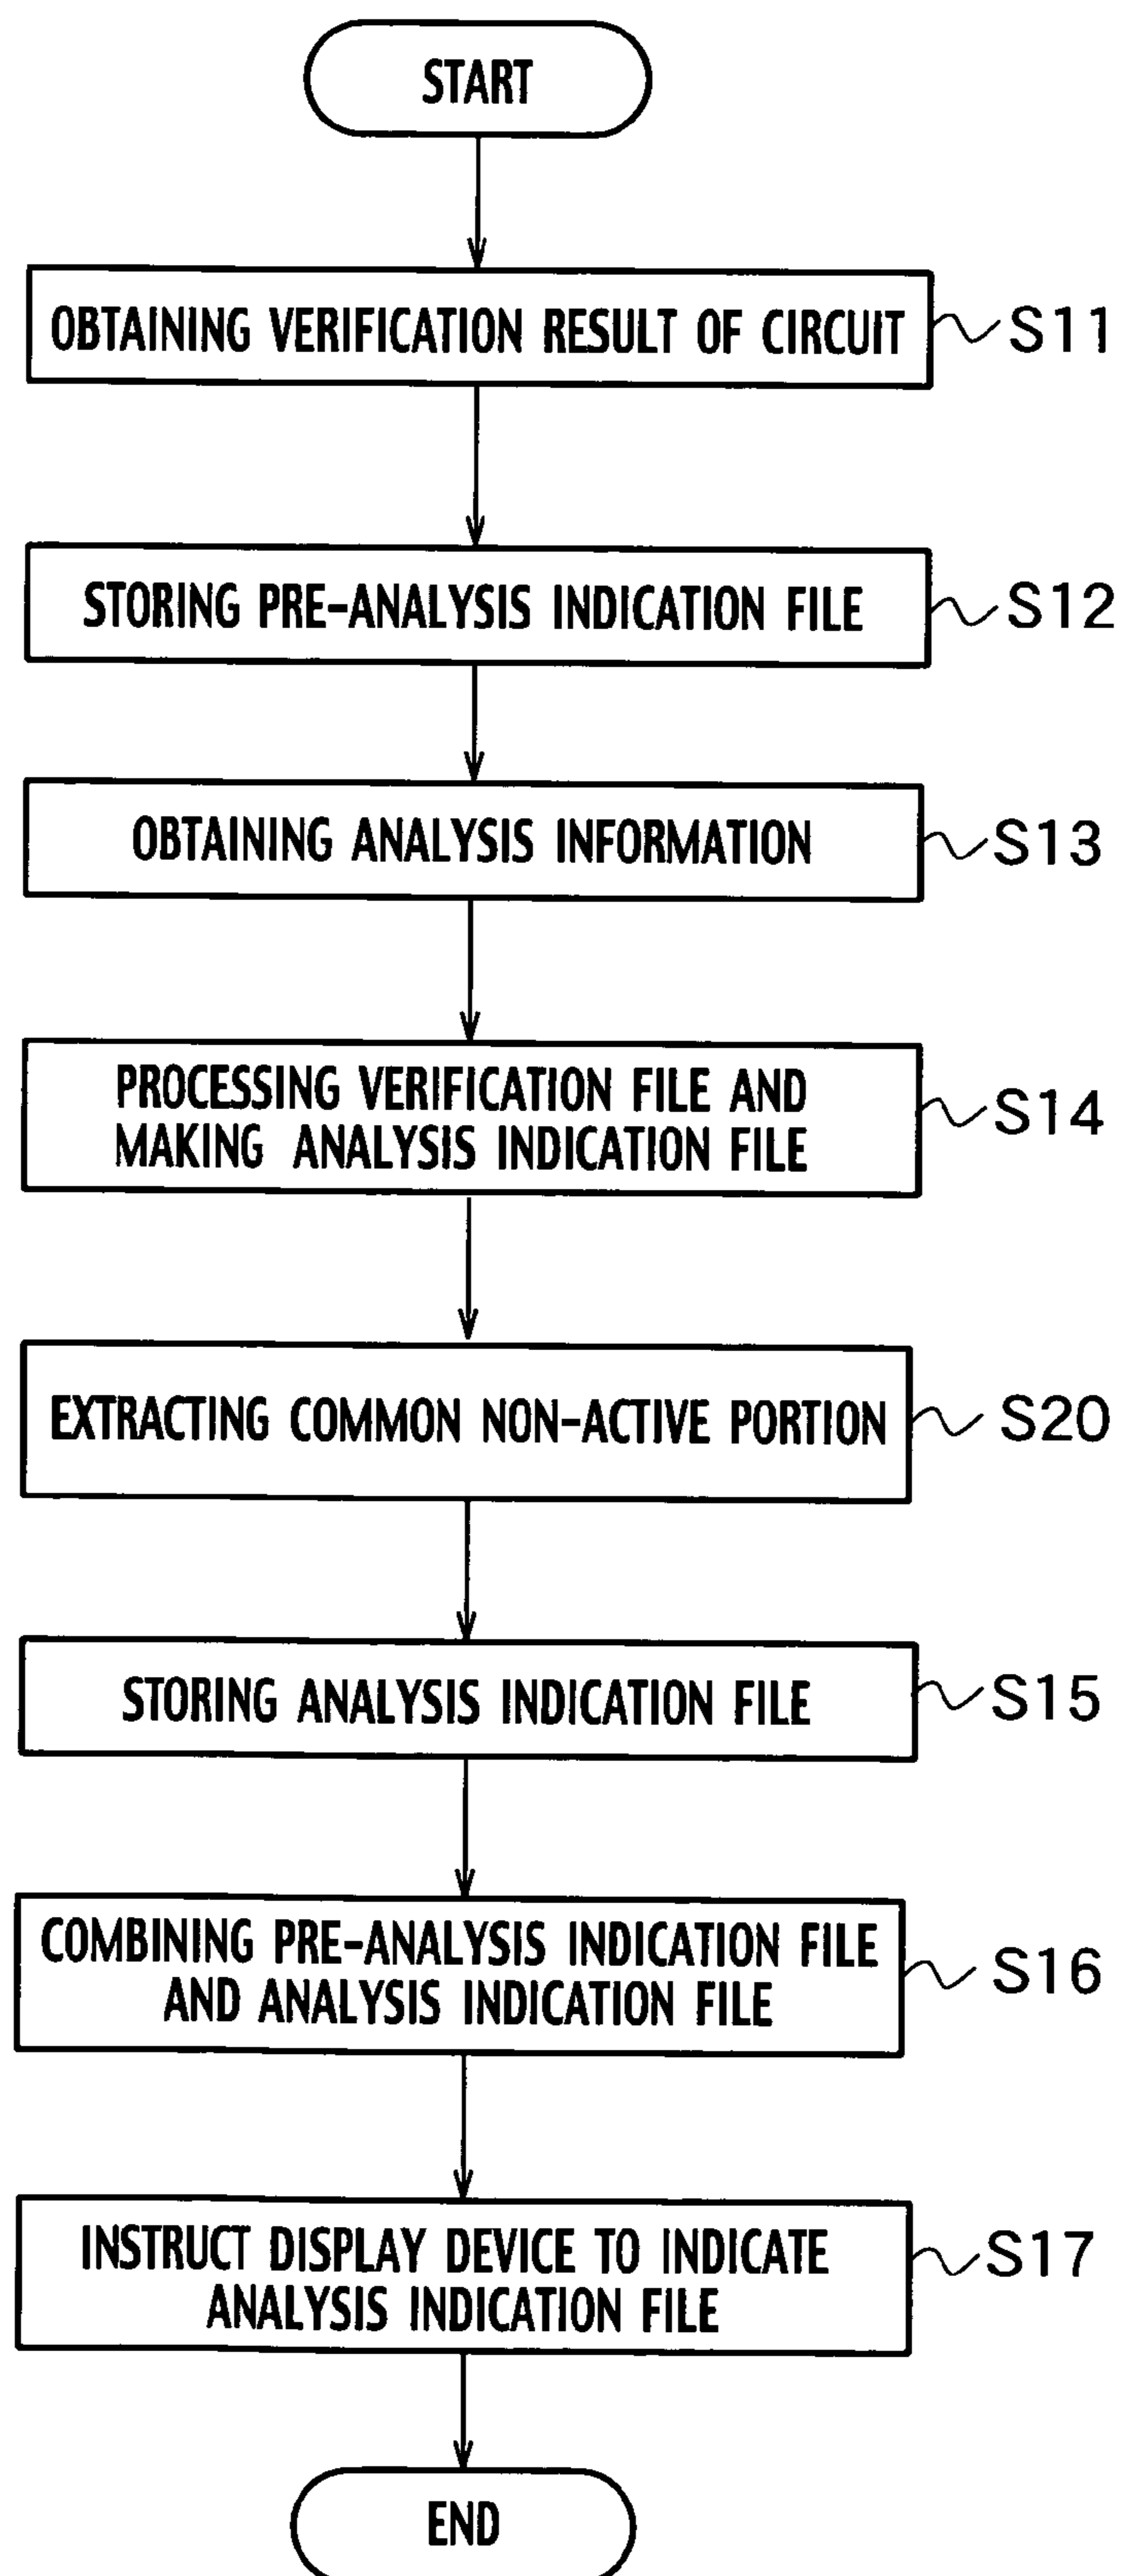 START
OBTAINING VERIFICATION RESULT OF CIRCUIT
S11
STORING PRE-ANALYSIS INDICATION FILE
S12
OBTAINING ANALYSIS INFORMATION
S13
PROCESSING VERIFICATION FILE AND
MAKING ANALYSIS INDICATION FILE
S14
EXTRACTING COMMON NON-ACTIVE PORTION
S20
STORING ANALYSIS INDICATION FILE
S15
COMBINING PRE-ANALYSIS INDICATION FILE
AND ANALYSIS INDICATION FILE
S16
INSTRUCT DISPLAY DEVICE TO INDICATE
ANALYSIS INDICATION FILE
S17
END